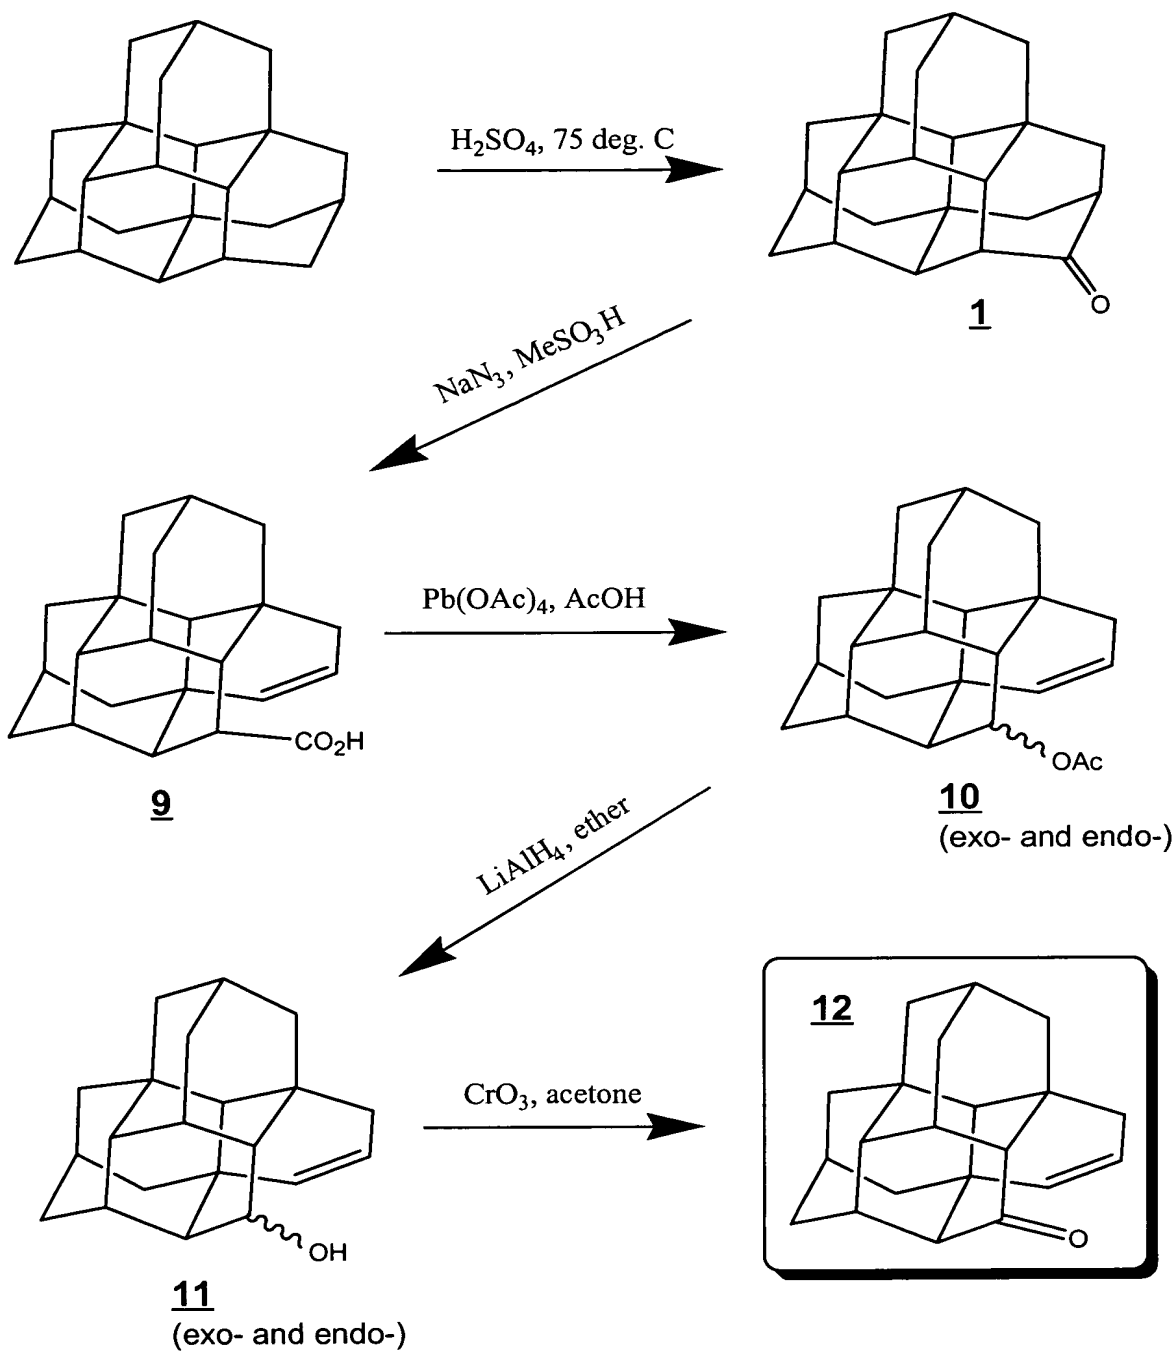 H₂SO₄, 75 deg. C
O
1
NaN₃, MeSO₃H
Pb(OAc)₄, AcOH
CO₂H
9
OAc
10
(exo- and endo-)
LiAlH₄, ether
12
CrO₃, acetone
O
OH
11
(exo- and endo-)